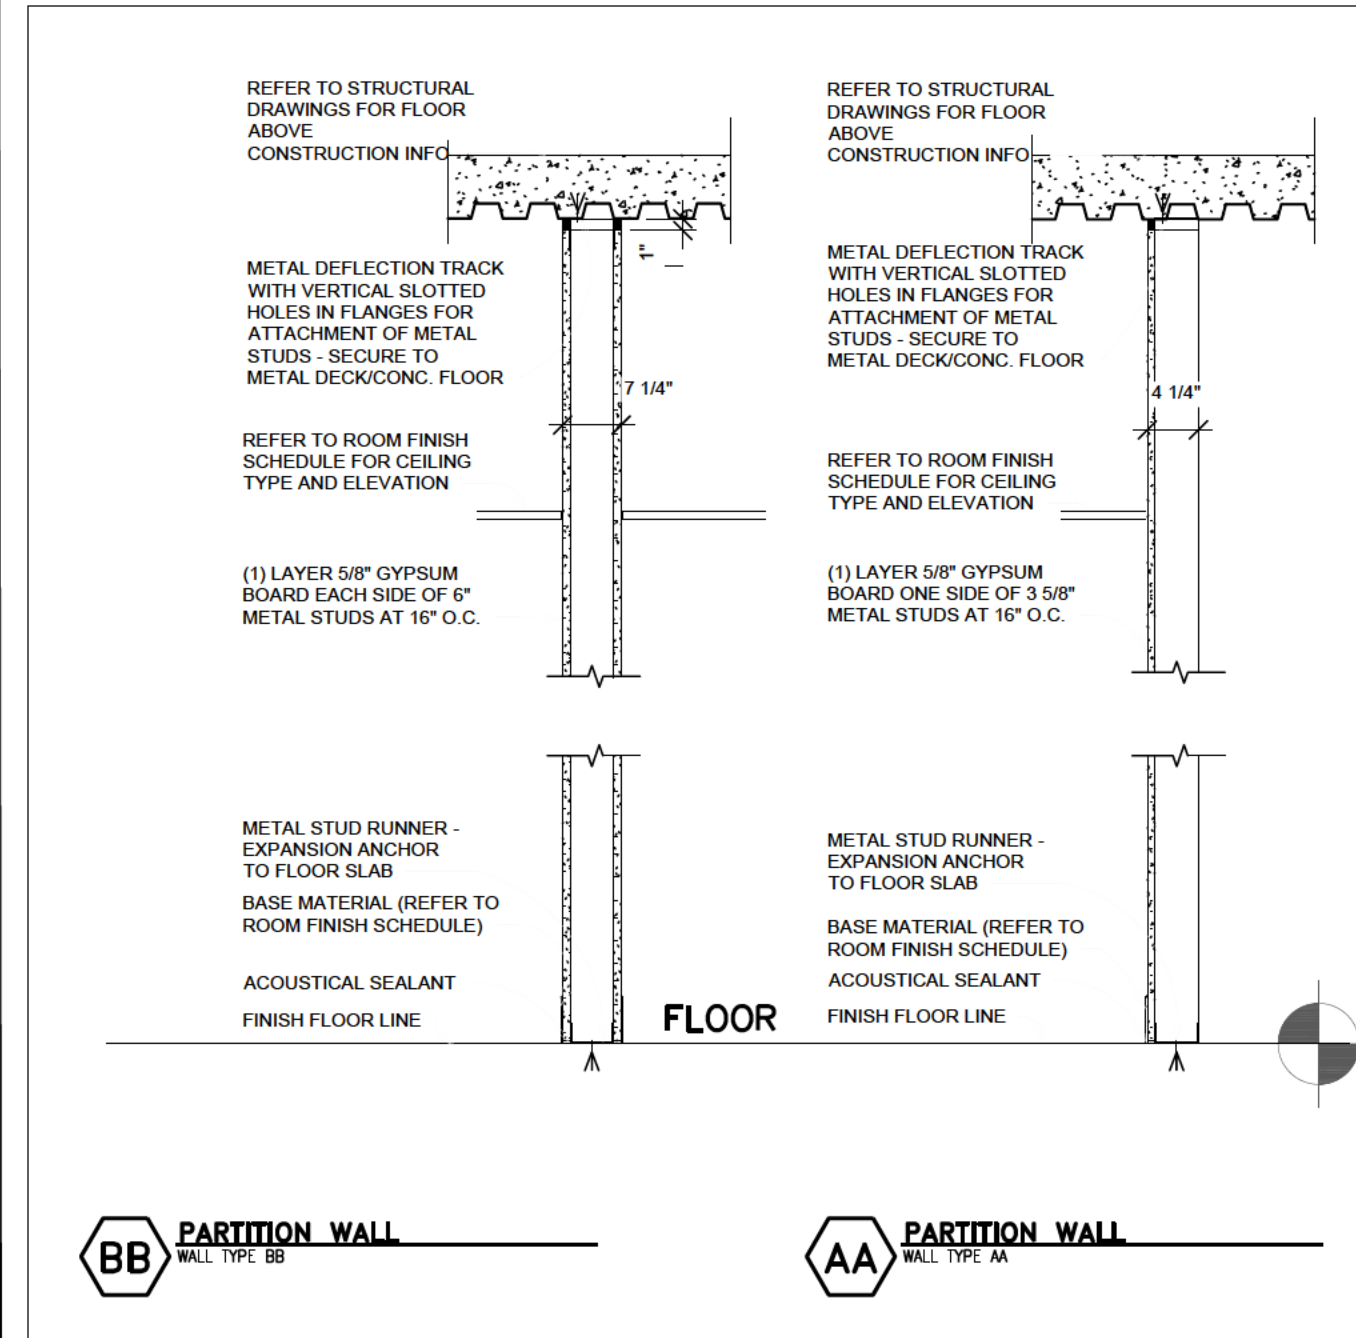 REFER TO STRUCTURAL
DRAWINGS FOR FLOOR
ABOVE
CONSTRUCTION INFO
1"
METAL DEFLECTION TRACK
WITH VERTICAL SLOTTED
HOLES IN FLANGES FOR
ATTACHMENT OF METAL
STUDS - SECURE TO
METAL DECK/CONC. FLOOR
7 1/4"
REFER TO ROOM FINISH
SCHEDULE FOR CEILING
TYPE AND ELEVATION
(1) LAYER 5/8" GYPSUM
BOARD EACH SIDE OF 6"
METAL STUDS AT 16" O.C.
METAL STUD RUNNER -
EXPANSION ANCHOR
TO FLOOR SLAB
BASE MATERIAL (REFER TO
ROOM FINISH SCHEDULE)
ACOUSTICAL SEALANT
FINISH FLOOR LINE
FLOOR
BB
PARTITION WALL
WALL TYPE BB
REFER TO STRUCTURAL
DRAWINGS FOR FLOOR
ABOVE
CONSTRUCTION INFO
METAL DEFLECTION TRACK
WITH VERTICAL SLOTTED
HOLES IN FLANGES FOR
ATTACHMENT OF METAL
STUDS - SECURE TO
METAL DECK/CONC. FLOOR
4 1/4"
REFER TO ROOM FINISH
SCHEDULE FOR CEILING
TYPE AND ELEVATION
(1) LAYER 5/8" GYPSUM
BOARD ONE SIDE OF 3 5/8"
METAL STUDS AT 16" O.C.
METAL STUD RUNNER -
EXPANSION ANCHOR
TO FLOOR SLAB
BASE MATERIAL (REFER TO
ROOM FINISH SCHEDULE)
ACOUSTICAL SEALANT
FINISH FLOOR LINE
AA
PARTITION WALL
WALL TYPE AA